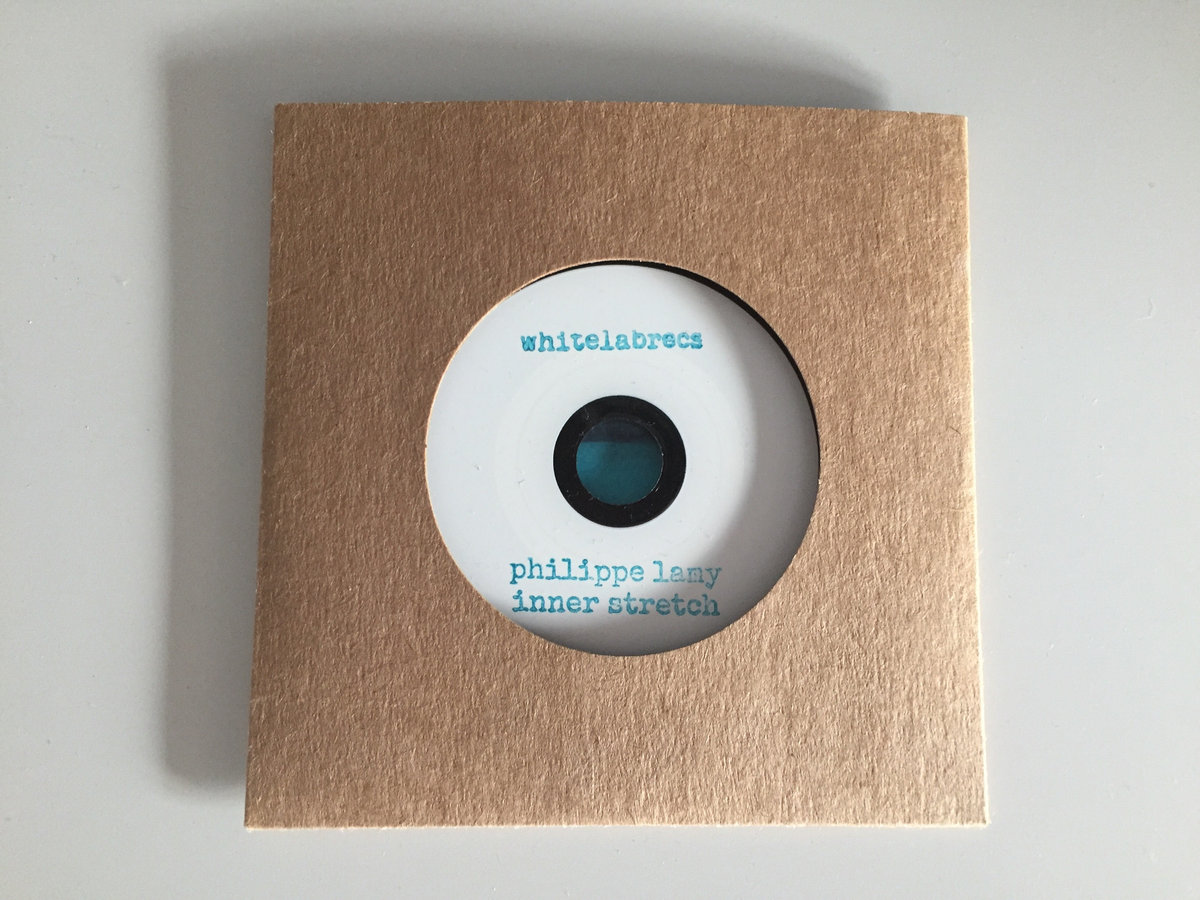 whitelabrecs
philippe lamy
inner stretch